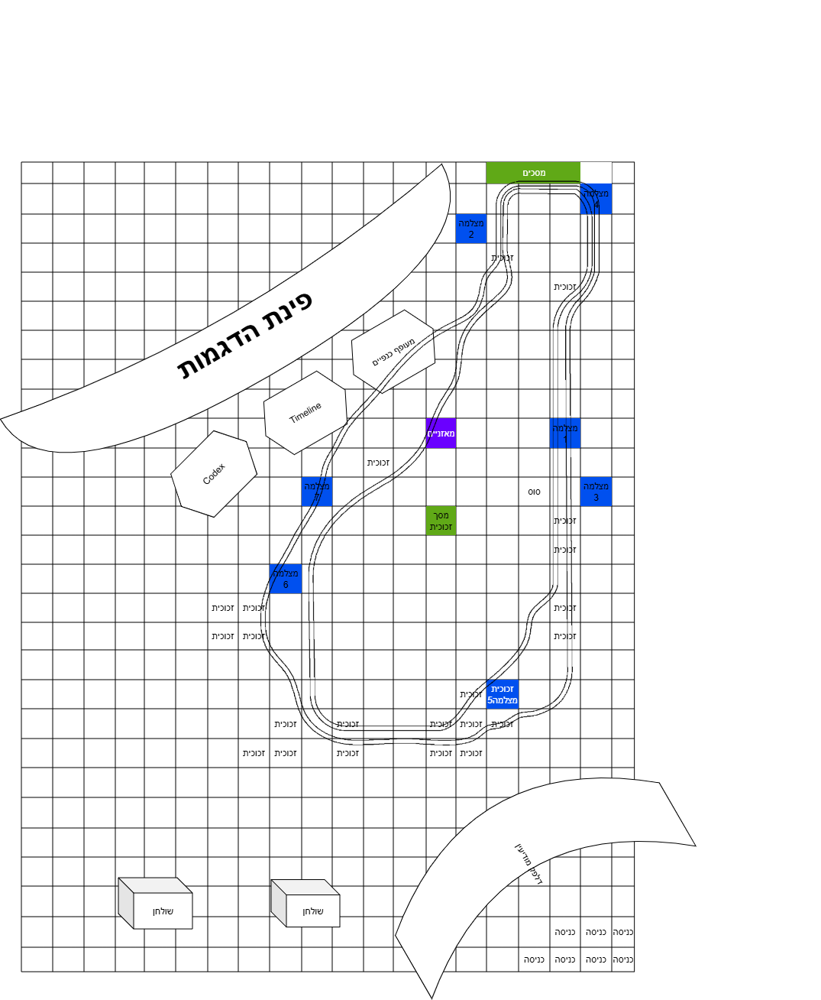 מסכים
מצלמה
4
מצלמה
2
זכוכית
זכוכית
פינת הדגמות
מעופף כנפיים
Timeline
מאזניים
מצלמה
1
זכוכית
Codex
מצלמה
7
סוס
מצלמה
3
מסך
זכוכית
זכוכית
זכוכית
מצלמה
6
זכוכית זכוכית
זכוכית
זכוכית זכוכית
זכוכית
זכוכית
זכוכית
מצלמה5
זכוכית זכוכית זכוכית זכוכית זכוכית
זכוכית זכוכית זכוכית זכוכית זכוכית
דלפק מודיעין
שולחן
שולחן
כניסה כניסה כניסה
כניסה כניסה כניסה כניסה